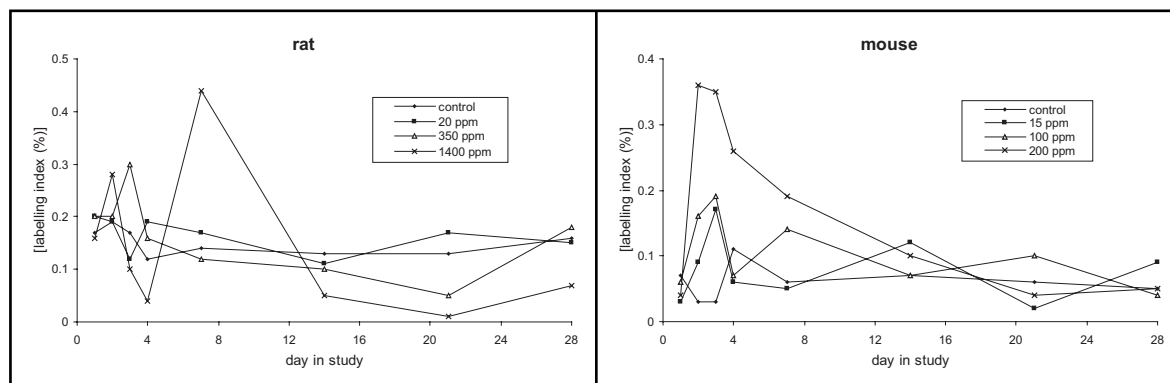 rat
[labelling index (%)]
0.5
0.4
0.3
0.2
0.1
0
0 4 8 12 16 20 24 28
day in study
control
20 ppm
350 ppm
1400 ppm
mouse
[labelling index (%)]
0.4
0.3
0.2
0.1
0
0 4 8 12 16 20 24 28
day in study
control
15 ppm
100 ppm
200 ppm